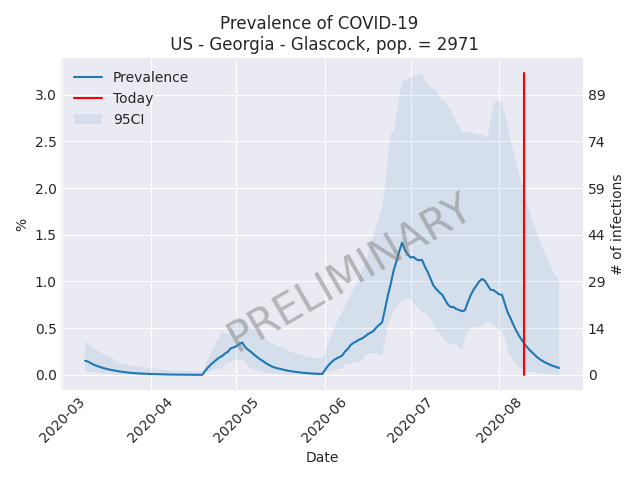 Prevalence of COVID-19
US - Georgia - Glascock, pop. = 2971
Prevalence
Today
95CI
3.0
2.5
2.0
1.5
1.0
0.5
0.0
%
89
74
59
44
29
14
0
# of infections
PRELIMINARY
2020-03
2020-04
2020-05
2020-06
2020-07
2020-08
Date